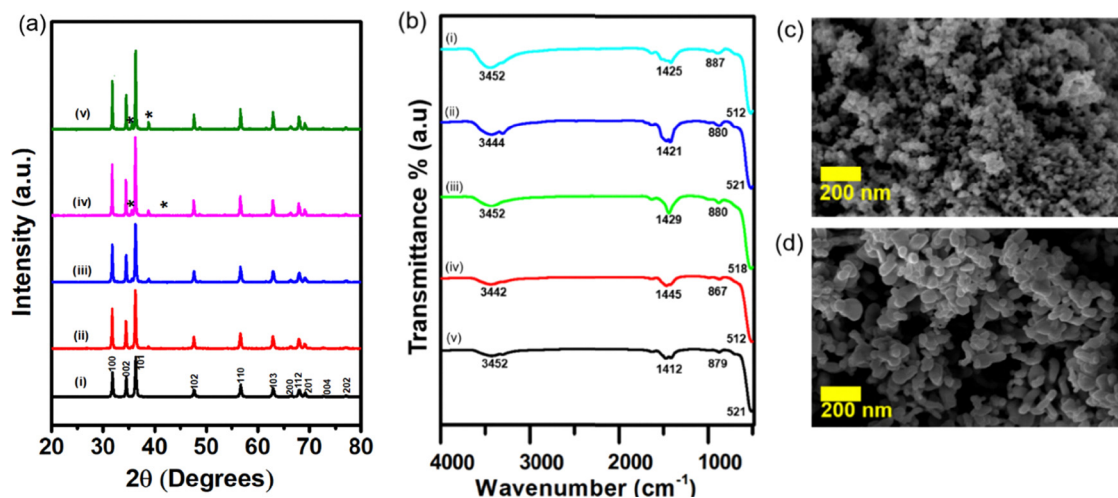 (a)
Intensity (a.u.)
(v)
*
*
(iv)
*
*
(iii)
(ii)
(i)
100
002
101
102
110
103
200
112
201
004
202
20 30 40 50 60 70 80
2θ (Degrees)
(b)
Transmittance % (a.u
(i)
3452
1425
887
512
(ii)
3444
1421
880
521
(iii)
3452
1429
880
518
(iv)
3442
1445
867
512
(v)
3452
1412
879
521
4000 3000 2000 1000
Wavenumber (cm-1)
(c)
200 nm
(d)
200 nm